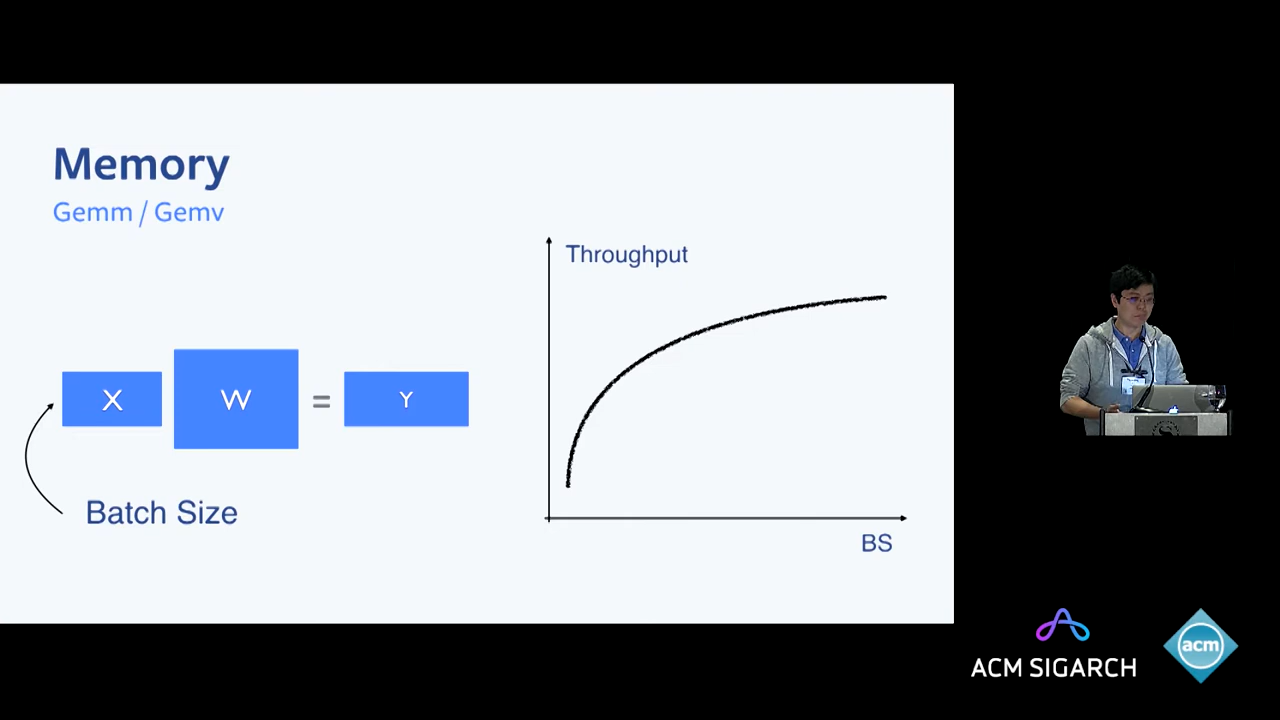 Memory
Gemm / Gemv
Throughput
X
W
=
Y
Batch Size
BS
ACM SIGARCH
acm